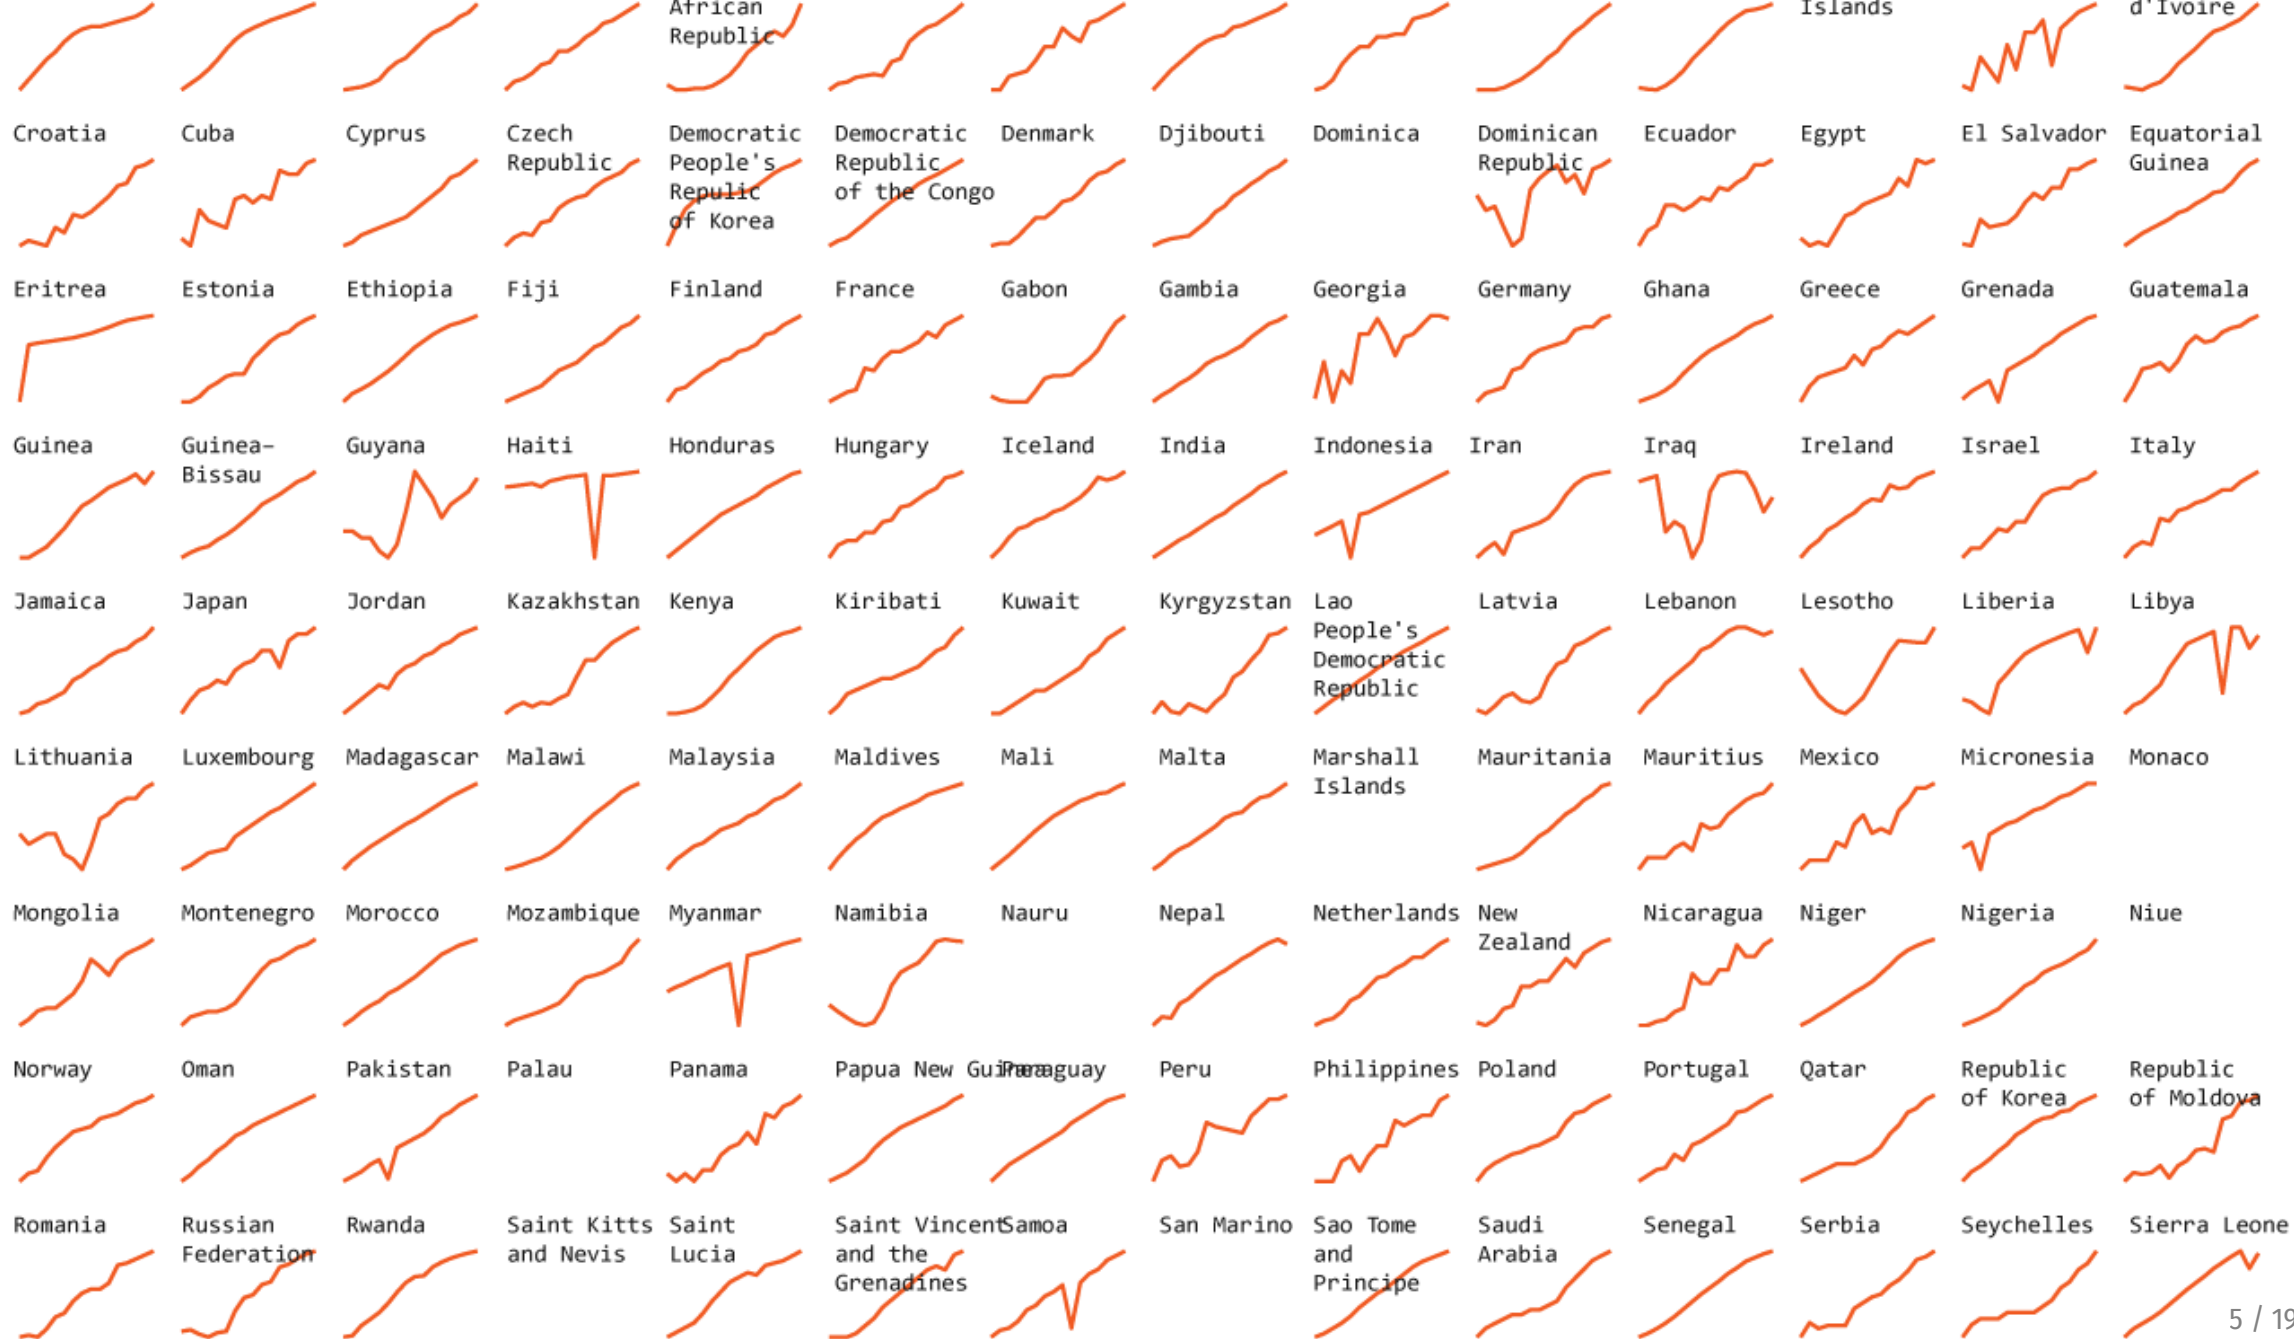 African
Islands
d'Ivoire
Republic
Croatia Cuba Cyprus Czech Democratic Democratic Denmark Djibouti Dominica Dominican Ecuador Egypt El Salvador Equatorial
Republic People's Republic Republic Guinea
Repulic of the Congo
of Korea
Eritrea Estonia Ethiopia Fiji Finland France Gabon Gambia Georgia Germany Ghana Greece Grenada Guatemala
Guinea Guinea– Guyana Haiti Honduras Hungary Iceland India Indonesia Iran Iraq Ireland Israel Italy
Bissau
Jamaica Japan Jordan Kazakhstan Kenya Kiribati Kuwait Kyrgyzstan Lao Latvia Lebanon Lesotho Liberia Libya
People's
Democratic
Republic
Lithuania Luxembourg Madagascar Malawi Malaysia Maldives Mali Malta Marshall Mauritania Mauritius Mexico Micronesia Monaco
Islands
Mongolia Montenegro Morocco Mozambique Myanmar Namibia Nauru Nepal Netherlands New Nicaragua Niger Nigeria Niue
Zealand
Norway Oman Pakistan Palau Panama Papua New Guinea Paraguay Peru Philippines Poland Portugal Qatar Republic Republic
of Korea of Moldova
Romania Russian Rwanda Saint Kitts Saint Saint Vincent Samoa San Marino Sao Tome Saudi Senegal Serbia Seychelles Sierra Leone
Federation and Nevis Lucia and the and Arabia
Grenadines Principe
5 / 19